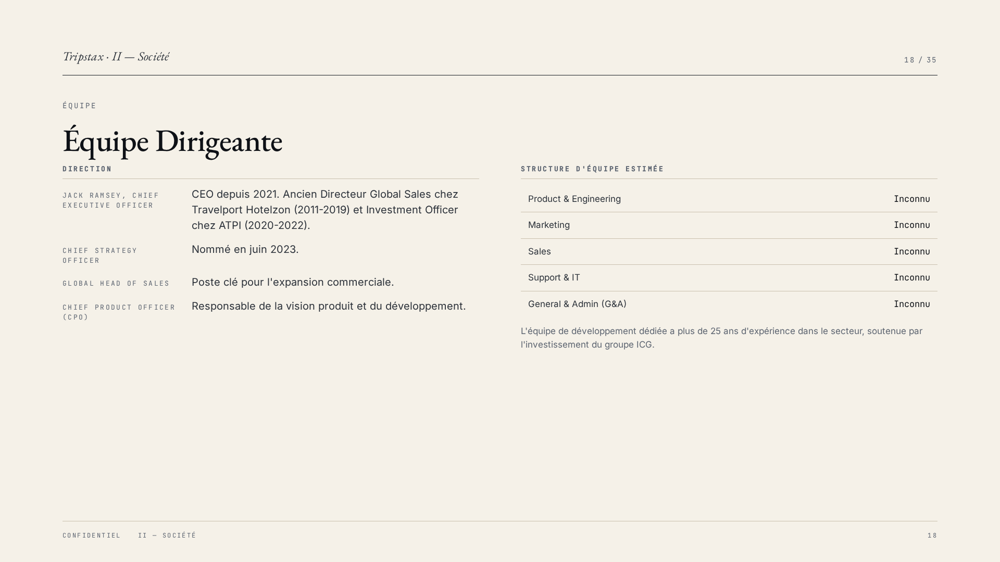 Tripstax · II — Société
18 / 35
ÉQUIPE
Équipe Dirigeante
DIRECTION
JACK RAMSEY, CHIEF
EXECUTIVE OFFICER
CEO depuis 2021. Ancien Directeur Global Sales chez
Travelport Hotelzon (2011-2019) et Investment Officer
chez ATPI (2020-2022).
CHIEF STRATEGY
OFFICER
Nommé en juin 2023.
GLOBAL HEAD OF SALES
Poste clé pour l'expansion commerciale.
CHIEF PRODUCT OFFICER
(CPO)
Responsable de la vision produit et du développement.
STRUCTURE D'ÉQUIPE ESTIMÉE
Product & Engineering Inconnu
Marketing Inconnu
Sales Inconnu
Support & IT Inconnu
General & Admin (G&A) Inconnu
L'équipe de développement dédiée a plus de 25 ans d'expérience dans le secteur, soutenue par
l'investissement du groupe ICG.
CONFIDENTIEL II — SOCIÉTÉ
18